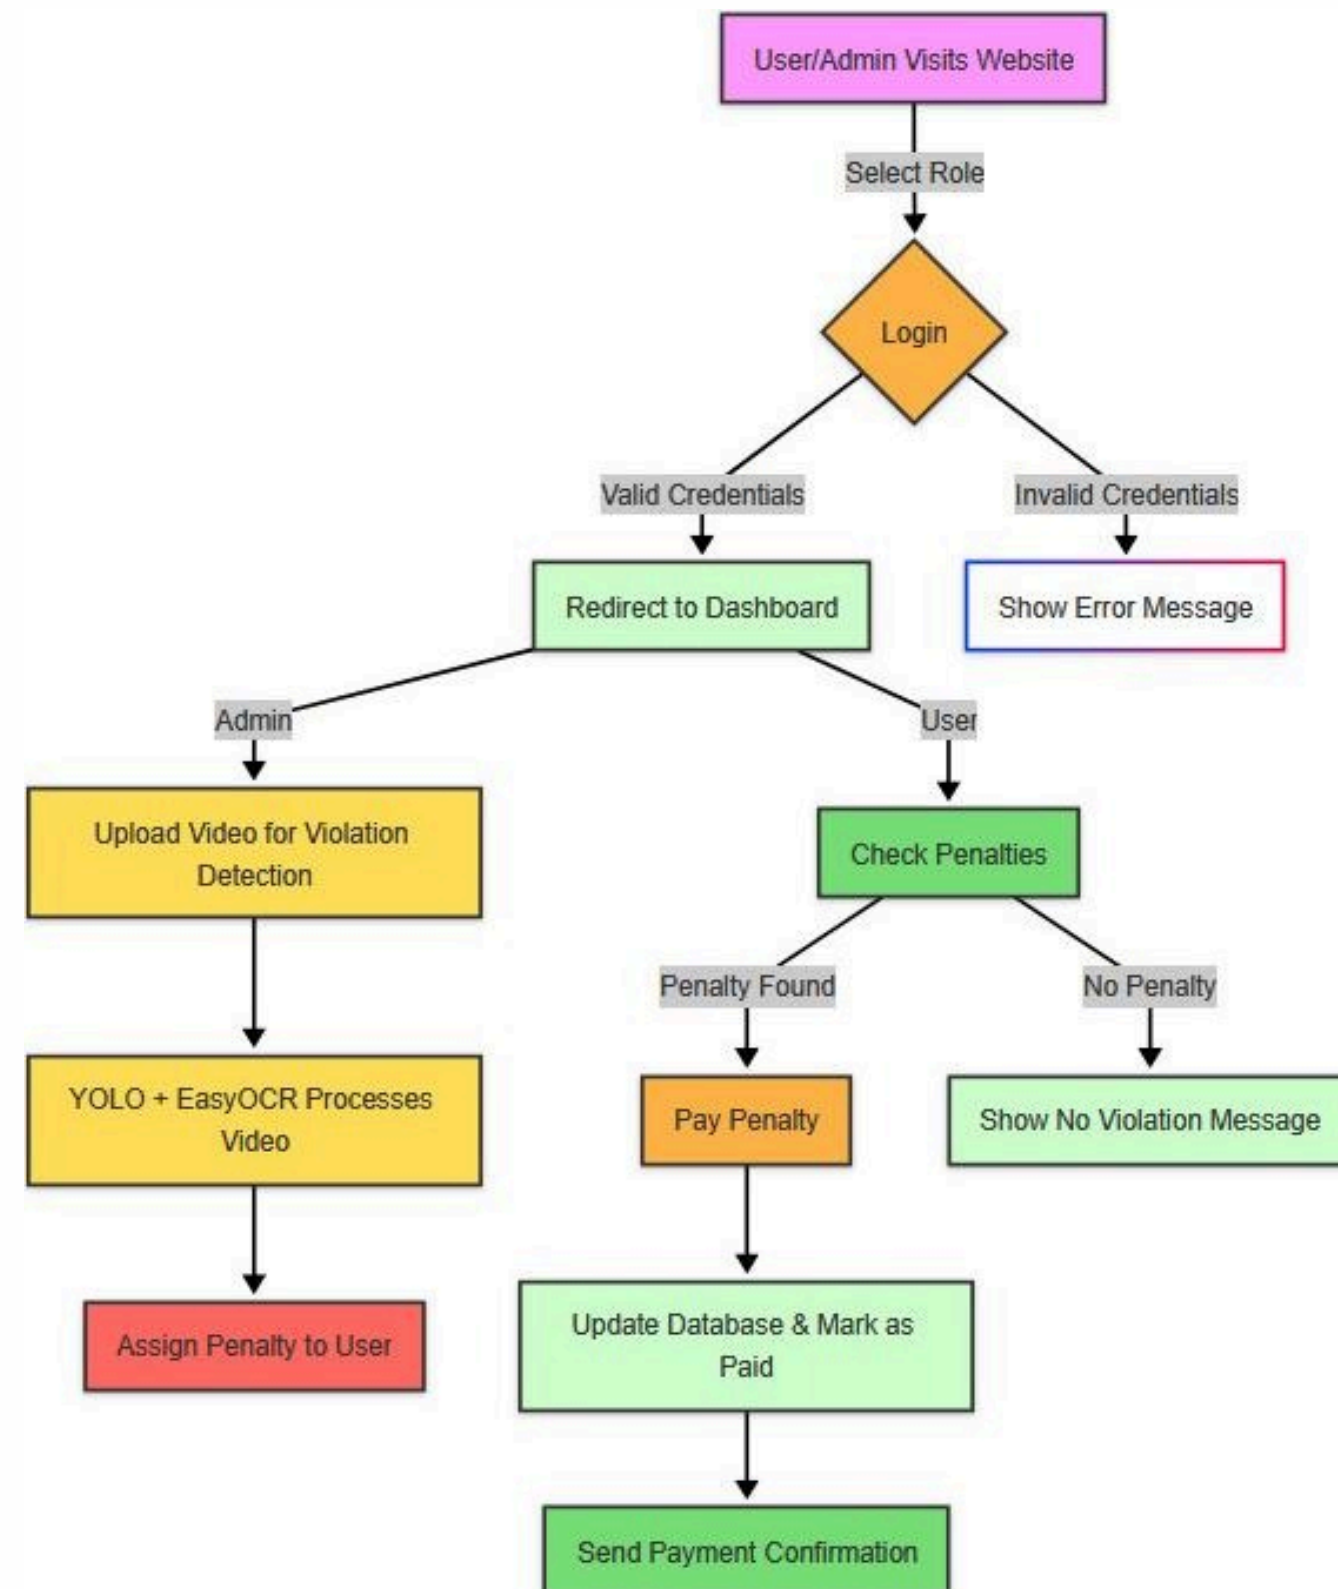 User/Admin Visits Website
Select Role
Login
Valid Credentials
Invalid Credentials
Redirect to Dashboard
Show Error Message
Admin
User
Upload Video for Violation
Detection
Check Penalties
Penalty Found
No Penalty
YOLO + EasyOCR Processes
Video
Pay Penalty
Show No Violation Message
Assign Penalty to User
Update Database & Mark as
Paid
Send Payment Confirmation